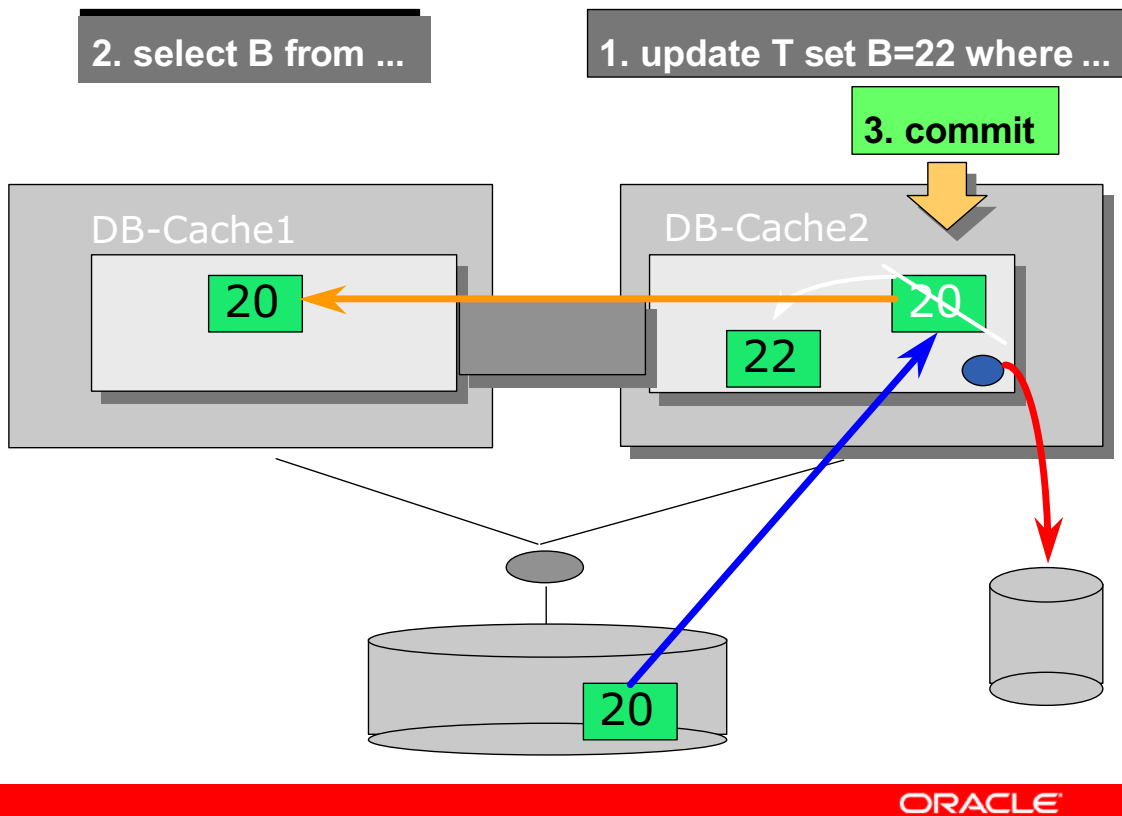 2. select B from ...
1. update T set B=22 where ...
3. commit
DB-Cache1
DB-Cache2
20
20
22
20
ORACLE